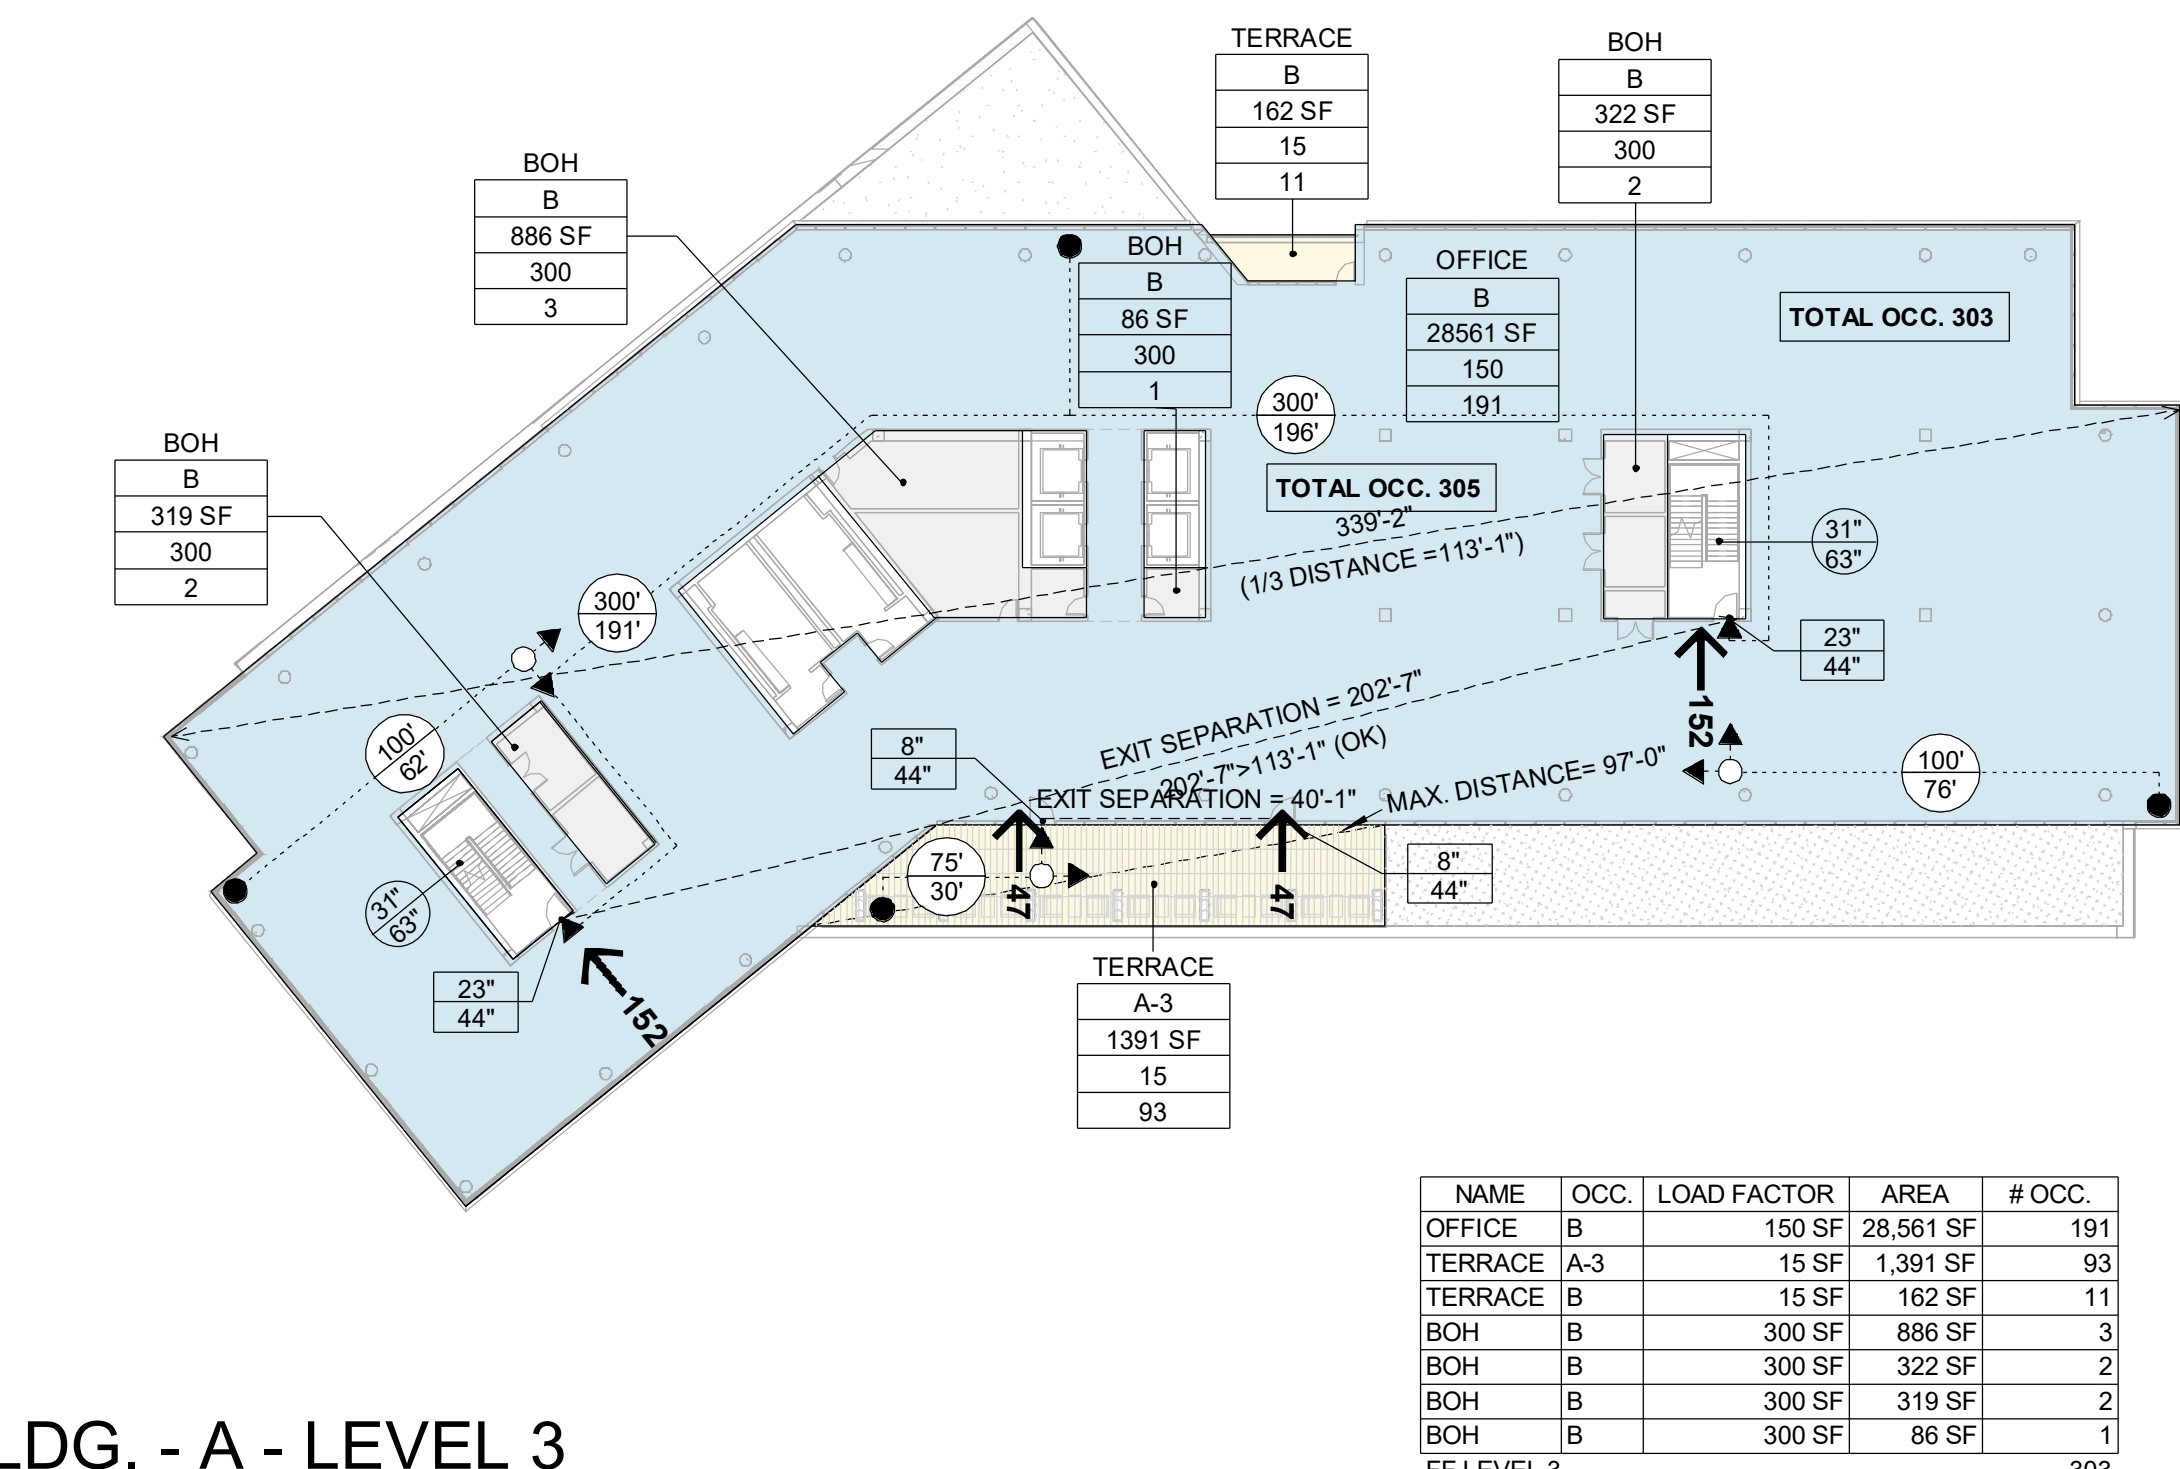 TERRACE
B
162 SF
15
11
BOH
B
322 SF
300
2
BOH
B
886 SF
300
3
BOH
B
86 SF
300
1
OFFICE
B
28561 SF
150
191
TOTAL OCC. 303
300'
196'
BOH
B
319 SF
300
2
TOTAL OCC. 305
339'-2"
(1/3 DISTANCE =113'-1")
31"
63"
300'
191'
23"
44"
100'
62'
EXIT SEPARATION = 202'-7"
202'-7">113'-1" (OK)
152
8"
44"
EXIT SEPARATION = 40'-1"
MAX. DISTANCE= 97'-0"
100'
76'
75'
30'
47
47
8"
44"
31"
63"
23"
44"
152
TERRACE
A-3
1391 SF
15
93
NAME OCC. LOAD FACTOR AREA # OCC.
OFFICE B 150 SF 28,561 SF 191
TERRACE A-3 15 SF 1,391 SF 93
TERRACE B 15 SF 162 SF 11
BOH B 300 SF 886 SF 3
BOH B 300 SF 322 SF 2
BOH B 300 SF 319 SF 2
BOH B 300 SF 86 SF 1
FF LEVEL 3 303
LDG. - A - LEVEL 3